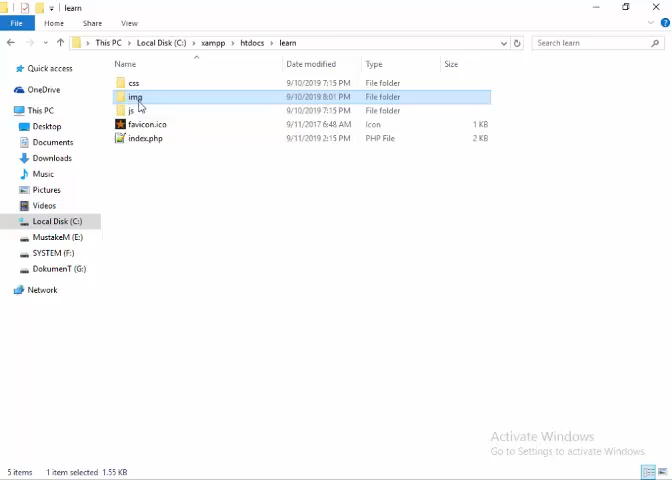 learn
File Home Share View
This PC Local Disk (C:) xampp htdocs learn Search learn
Name Date modified Type Size
Quick access
OneDrive
This PC
Desktop
Documents
Downloads
Music
Pictures
Videos
Local Disk (C:)
MustakeM (E:)
SYSTEM (F:)
DokumenT (G:)
Network
css 9/10/2019 7:15 PM File folder
img 9/10/2019 8:01 PM File folder
js 9/10/2019 7:15 PM File folder
favicon.ico 9/11/2017 6:48 AM Icon 1 KB
index.php 9/11/2019 2:15 PM PHP File 2 KB
Activate Windows
Go to Settings to activate Windows.
5 items 1 item selected 1.55 KB